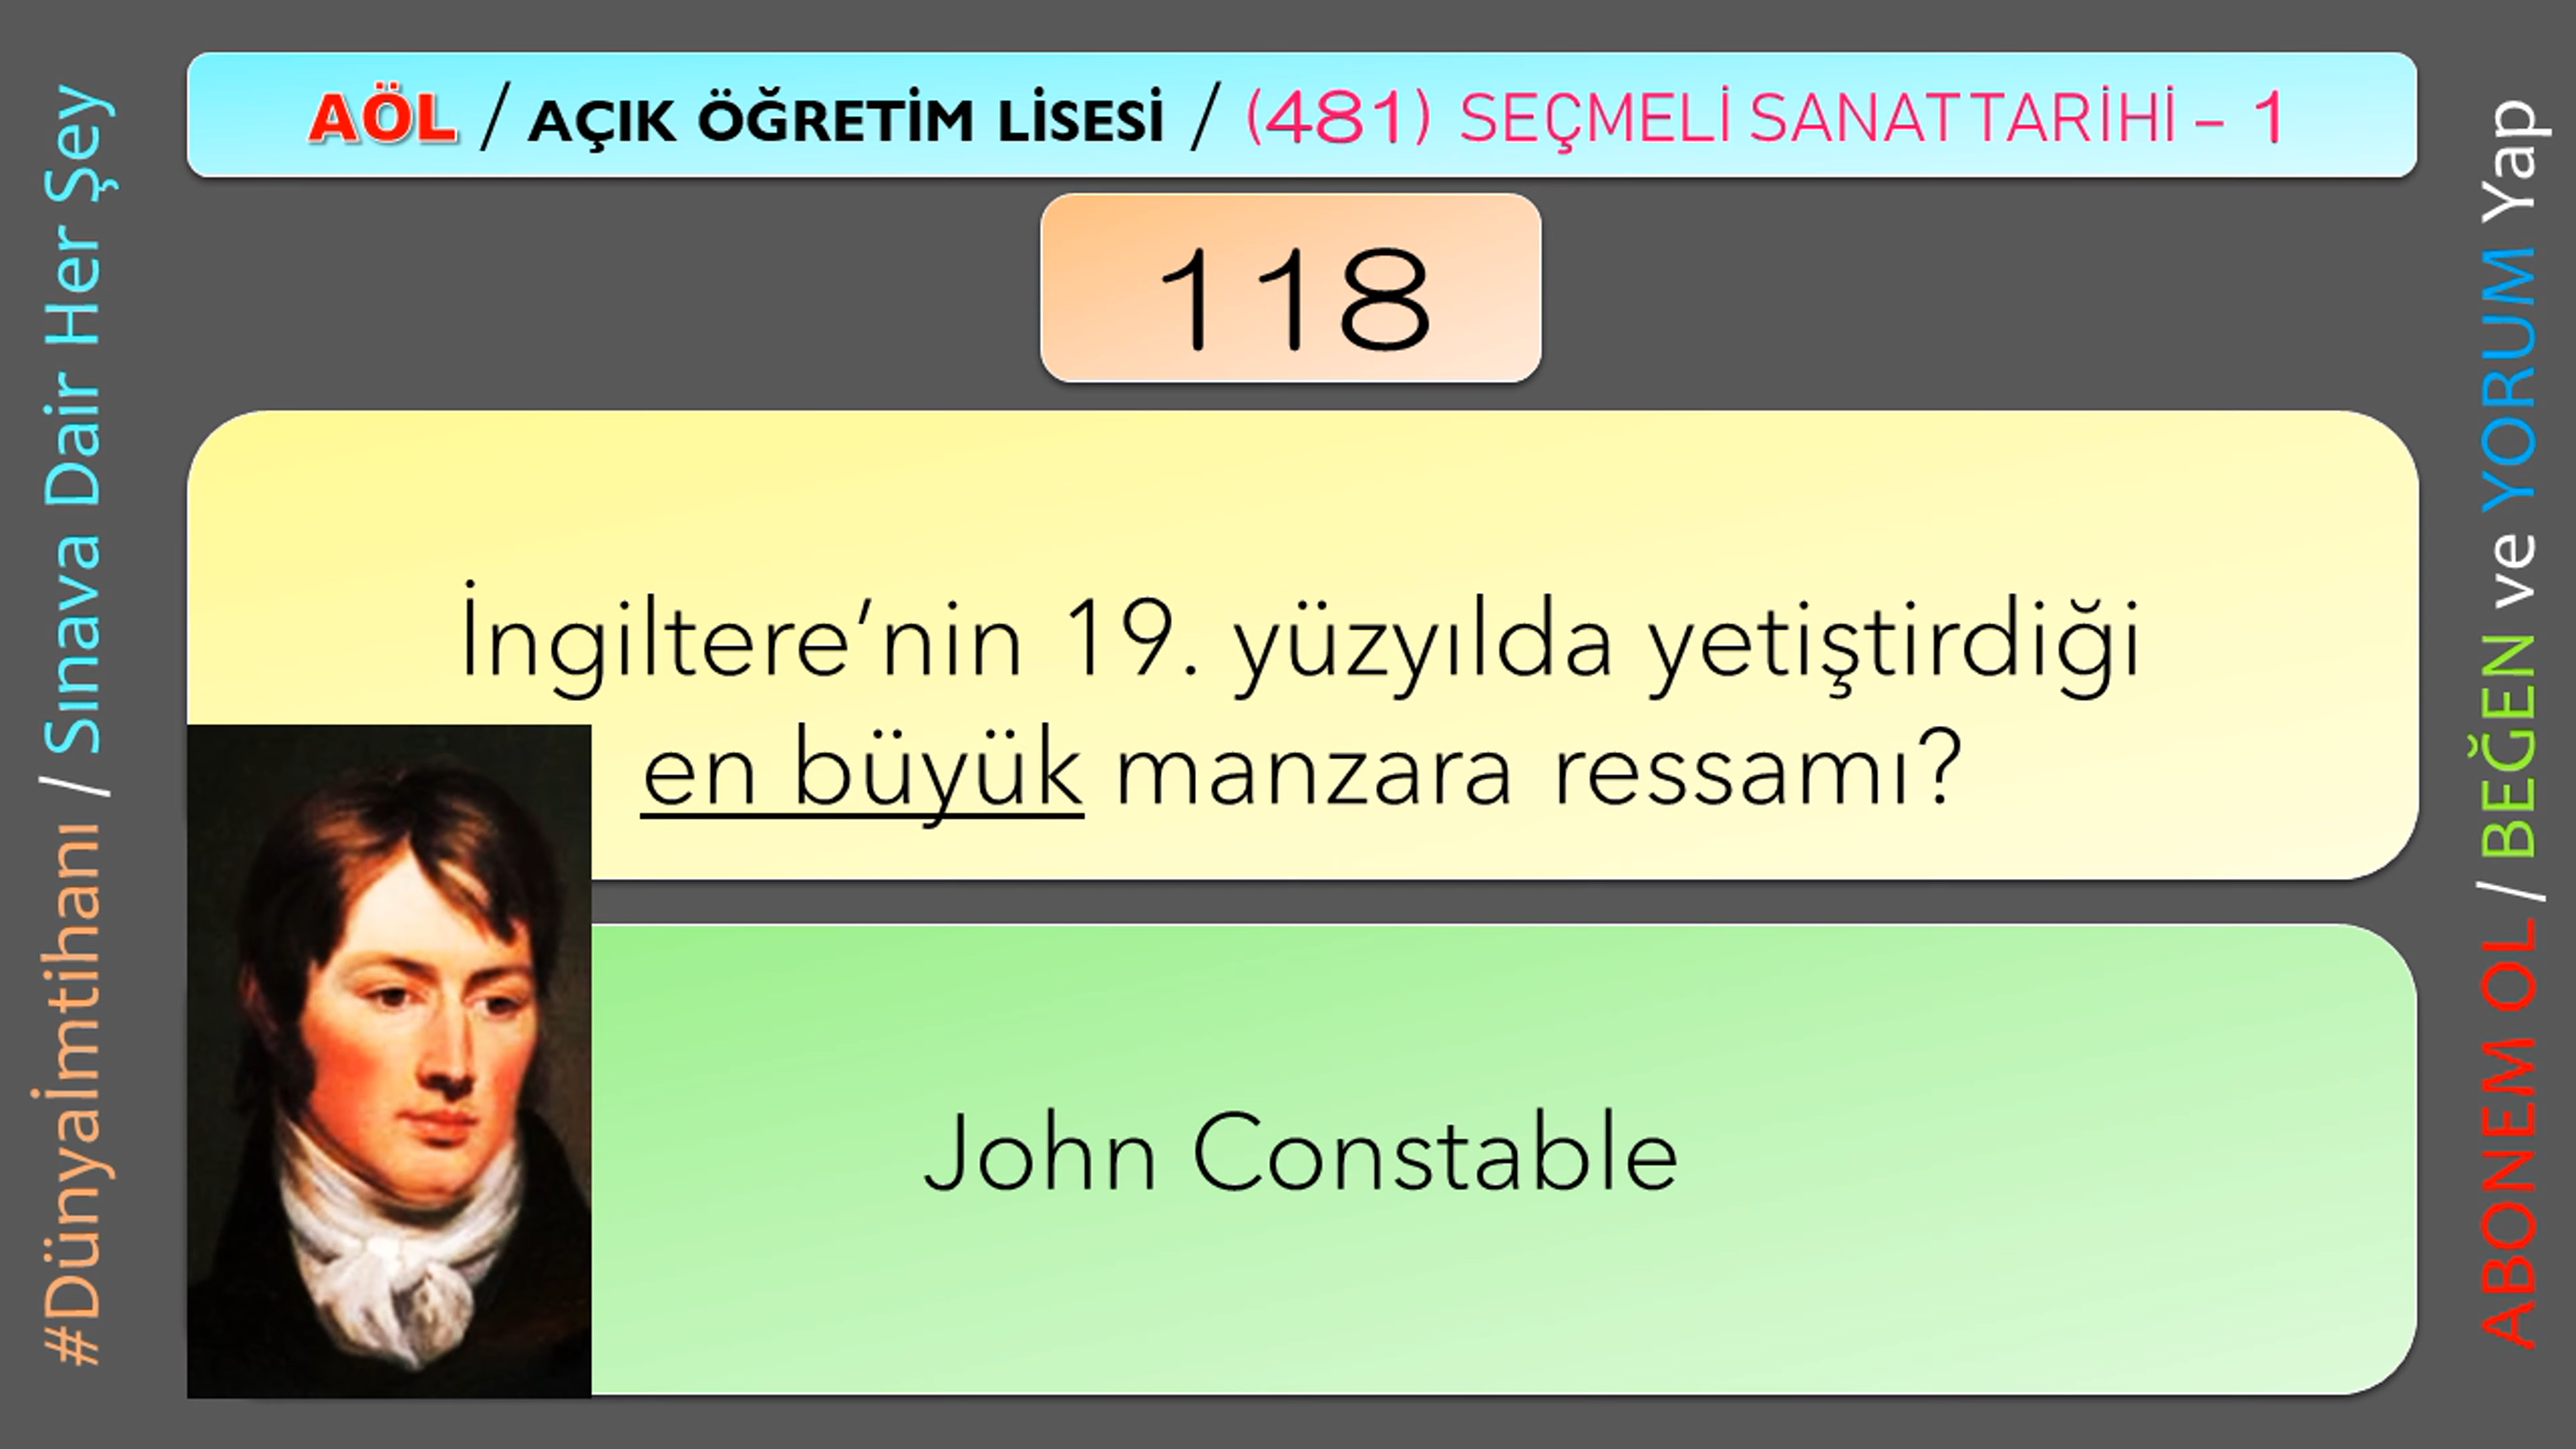 AÖL / AÇIK ÖĞRETİM LİSESİ / (481) SEÇMELİ SANAT TARİHİ – 1
118
İngiltere’nin 19. yüzyılda yetiştirdiği
en büyük manzara ressamı?
John Constable
#Dünyaİmtihanı / Sınava Dair Her Şey
ABONEM OL / BEĞEN ve YORUM Yap